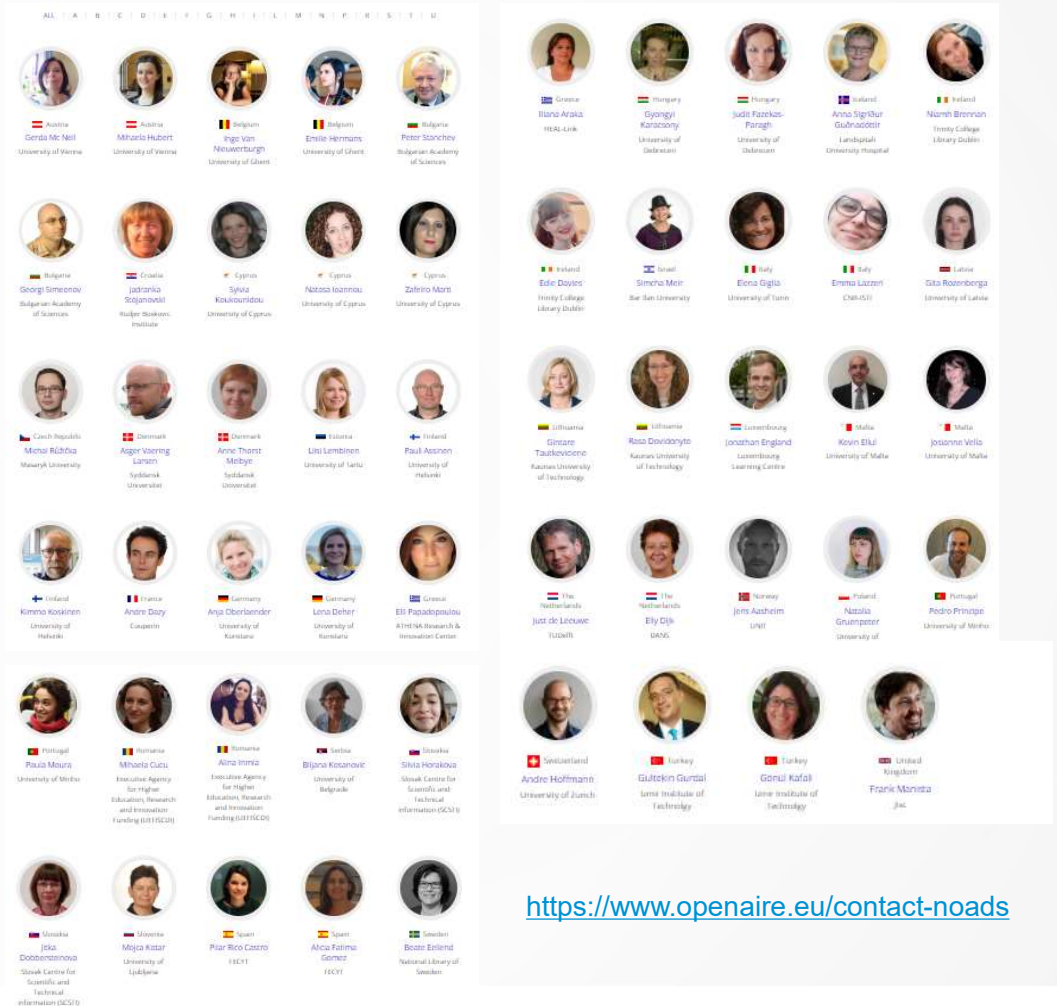 ALL | A | B | C | D | E | F | G | H | I | L | M | N | P | R | S | T | U
Austria
Gerda Mc Neil
University of Vienna
Austria
Mihaela Hubert
University of Vienna
Belgium
Inge Van
Nieuwerburgh
University of Ghent
Belgium
Emilie Hermans
University of Ghent
Bulgaria
Peter Stanchev
Bulgarian Academy
of Sciences
Bulgaria
Georgi Simeonov
Bulgarian Academy
of Sciences
Croatia
Jadranka
Stojanovski
Rudjer Boskovic
Institute
Cyprus
Sylvia
Koukounidou
University of Cyprus
Cyprus
Natasa Ioannou
University of Cyprus
Cyprus
Zafeiro Marti
University of Cyprus
Czech Republic
Michal Růžička
Masaryk University
Denmark
Asger Vaering
Larsen
Syddansk
Universitet
Denmark
Anne Thorst
Melbye
Syddansk
Universitet
Estonia
Liisi Lembinen
University of Tartu
Finland
Pauli Assinen
University of
Helsinki
Finland
Kimmo Koskinen
University of
Helsinki
France
Andre Dazy
Couperin
Germany
Anja Oberlaender
University of
Konstanz
Germany
Lena Deher
University of
Konstanz
Greece
Elli Papadopoulou
ATHENA Research &
Innovation Center
Portugal
Paula Moura
University of Minho
Romania
Mihaela Cucu
Executive Agency
for Higher
Education, Research
and Innovation
Funding (UEFISCDI)
Romania
Alina Irimia
Executive Agency
for Higher
Education, Research
and Innovation
Funding (UEFISCDI)
Serbia
Biljana Kosanovic
University of
Belgrade
Slovakia
Silvia Horakova
Slovak Centre for
Scientific and
Technical
Information (SCSTI)
Slovakia
Jitka
Dobbersteinova
Slovak Centre for
Scientific and
Technical
Information (SCSTI)
Slovenia
Mojca Kotar
University of
Ljubljana
Spain
Pilar Rico Castro
FECYT
Spain
Alicia Fatima
Gomez
FECYT
Sweden
Beate Eellend
National Library of
Sweden
Greece
Iliana Araka
HEAL-Link
Hungary
Gyongyi
Karacsony
University of
Debrecen
Hungary
Judit Fazekas-
Paragh
University of
Debrecen
Iceland
Anna Sigríður
Guðnadóttir
Landspitali
University Hospital
Ireland
Niamh Brennan
Trinity College
Library Dublin
Ireland
Edie Davies
Trinity College
Library Dublin
Israel
Simcha Meir
Bar Ilan University
Italy
Elena Giglia
University of Turin
Italy
Emma Lazzeri
CNR-ISTI
Latvia
Gita Rozenberga
University of Latvia
Lithuania
Gintare
Tautkeviciene
Kaunas University
of Technology
Lithuania
Rasa Dovidonyte
Kaunas University
of Technology
Luxembourg
Jonathan England
Luxembourg
Learning Centre
Malta
Kevin Ellul
University of Malta
Malta
Josianne Vella
University of Malta
The
Netherlands
Just de Leeuwe
TUDelft
The
Netherlands
Elly Dijk
DANS
Norway
Jens Aasheim
UNIT
Poland
Natalia
Gruenpeter
University of
Portugal
Pedro Principe
University of Minho
Switzerland
Andre Hoffmann
University of Zurich
Turkey
Gultekin Gurdal
Izmir Institute of
Technolgy
Turkey
Gonul Kafali
Izmir Institute of
Technolgy
United
Kingdom
Frank Manista
Jisc
https://www.openaire.eu/contact-noads